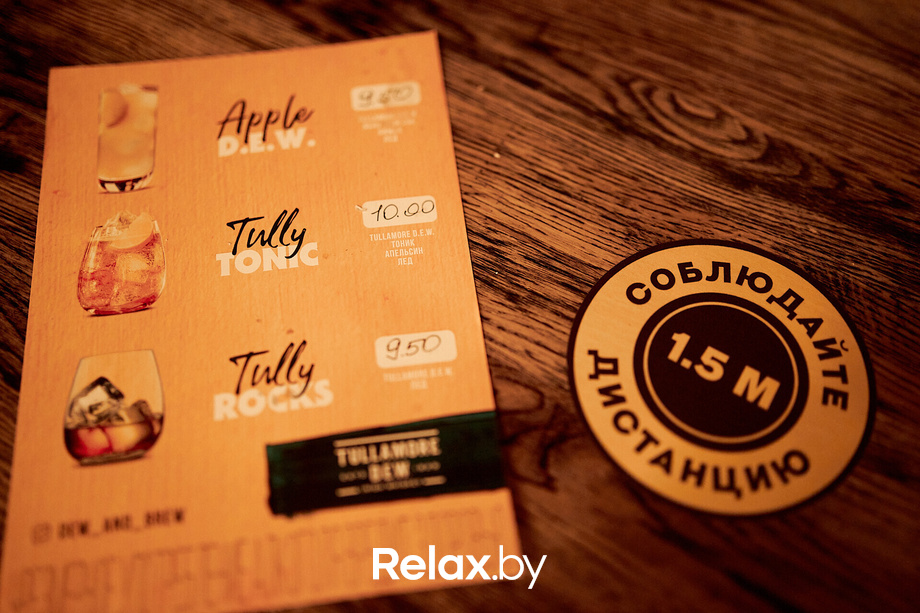 Apple
D.E.W.
Tully
TONIC
10.00
TULLAMORE D.E.W.
ТОНИК
АПЕЛЬСИН
ЛЕД
Tully
ROCKS
9.50
TULLAMORE D.E.W.
ЛЕД
TULLAMORE
DEW
DEW_AND_BREW
СОБЛЮДАЙТЕ
1.5 М
ДИСТАНЦИЮ
Relax.by